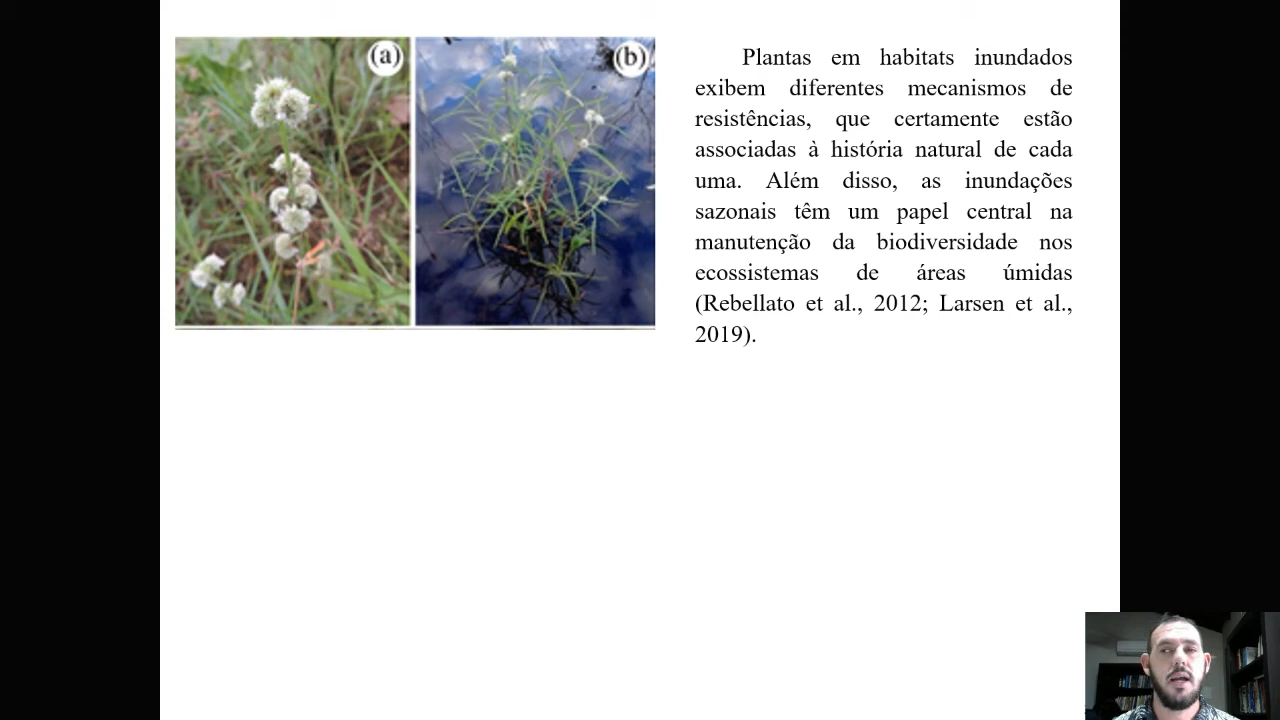 (a)
(b)
Plantas em habitats inundados
exibem diferentes mecanismos de
resistências, que certamente estão
associadas à história natural de cada
uma. Além disso, as inundações
sazonais têm um papel central na
manutenção da biodiversidade nos
ecossistemas de áreas úmidas
(Rebellato et al., 2012; Larsen et al.,
2019).